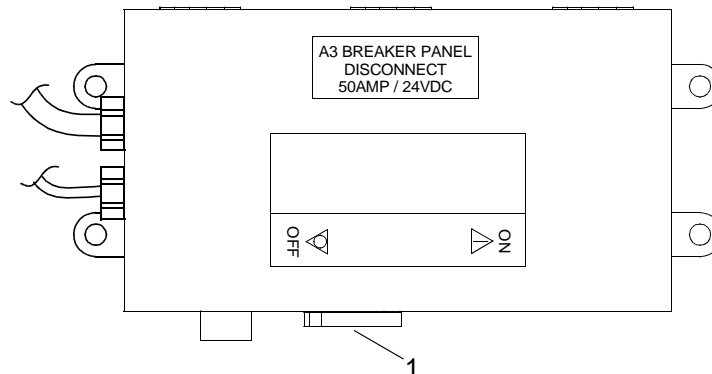 A3 BREAKER PANEL
DISCONNECT
50AMP / 24VDC
OFF
ON
1